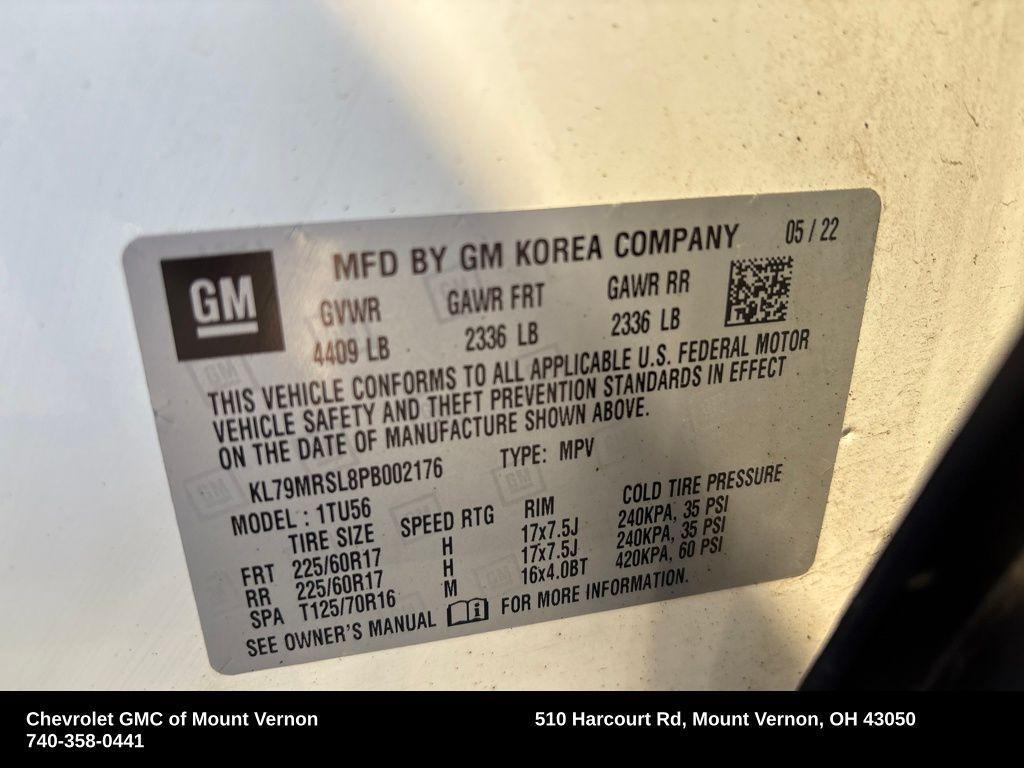 GM
MFD BY GM KOREA COMPANY 05 / 22
GVWR GAWR FRT GAWR RR
4409 LB 2336 LB 2336 LB
THIS VEHICLE CONFORMS TO ALL APPLICABLE U.S. FEDERAL MOTOR
VEHICLE SAFETY AND THEFT PREVENTION STANDARDS IN EFFECT
ON THE DATE OF MANUFACTURE SHOWN ABOVE.
KL79MRSL8PB002176 TYPE: MPV
MODEL : 1TU56
TIRE SIZE SPEED RTG RIM COLD TIRE PRESSURE
FRT 225/60R17 H 17x7.5J 240KPA, 35 PSI
RR 225/60R17 H 17x7.5J 240KPA, 35 PSI
SPA T125/70R16 M 16x4.0BT 420KPA, 60 PSI
SEE OWNER'S MANUAL FOR MORE INFORMATION.
Chevrolet GMC of Mount Vernon 510 Harcourt Rd, Mount Vernon, OH 43050
740-358-0441